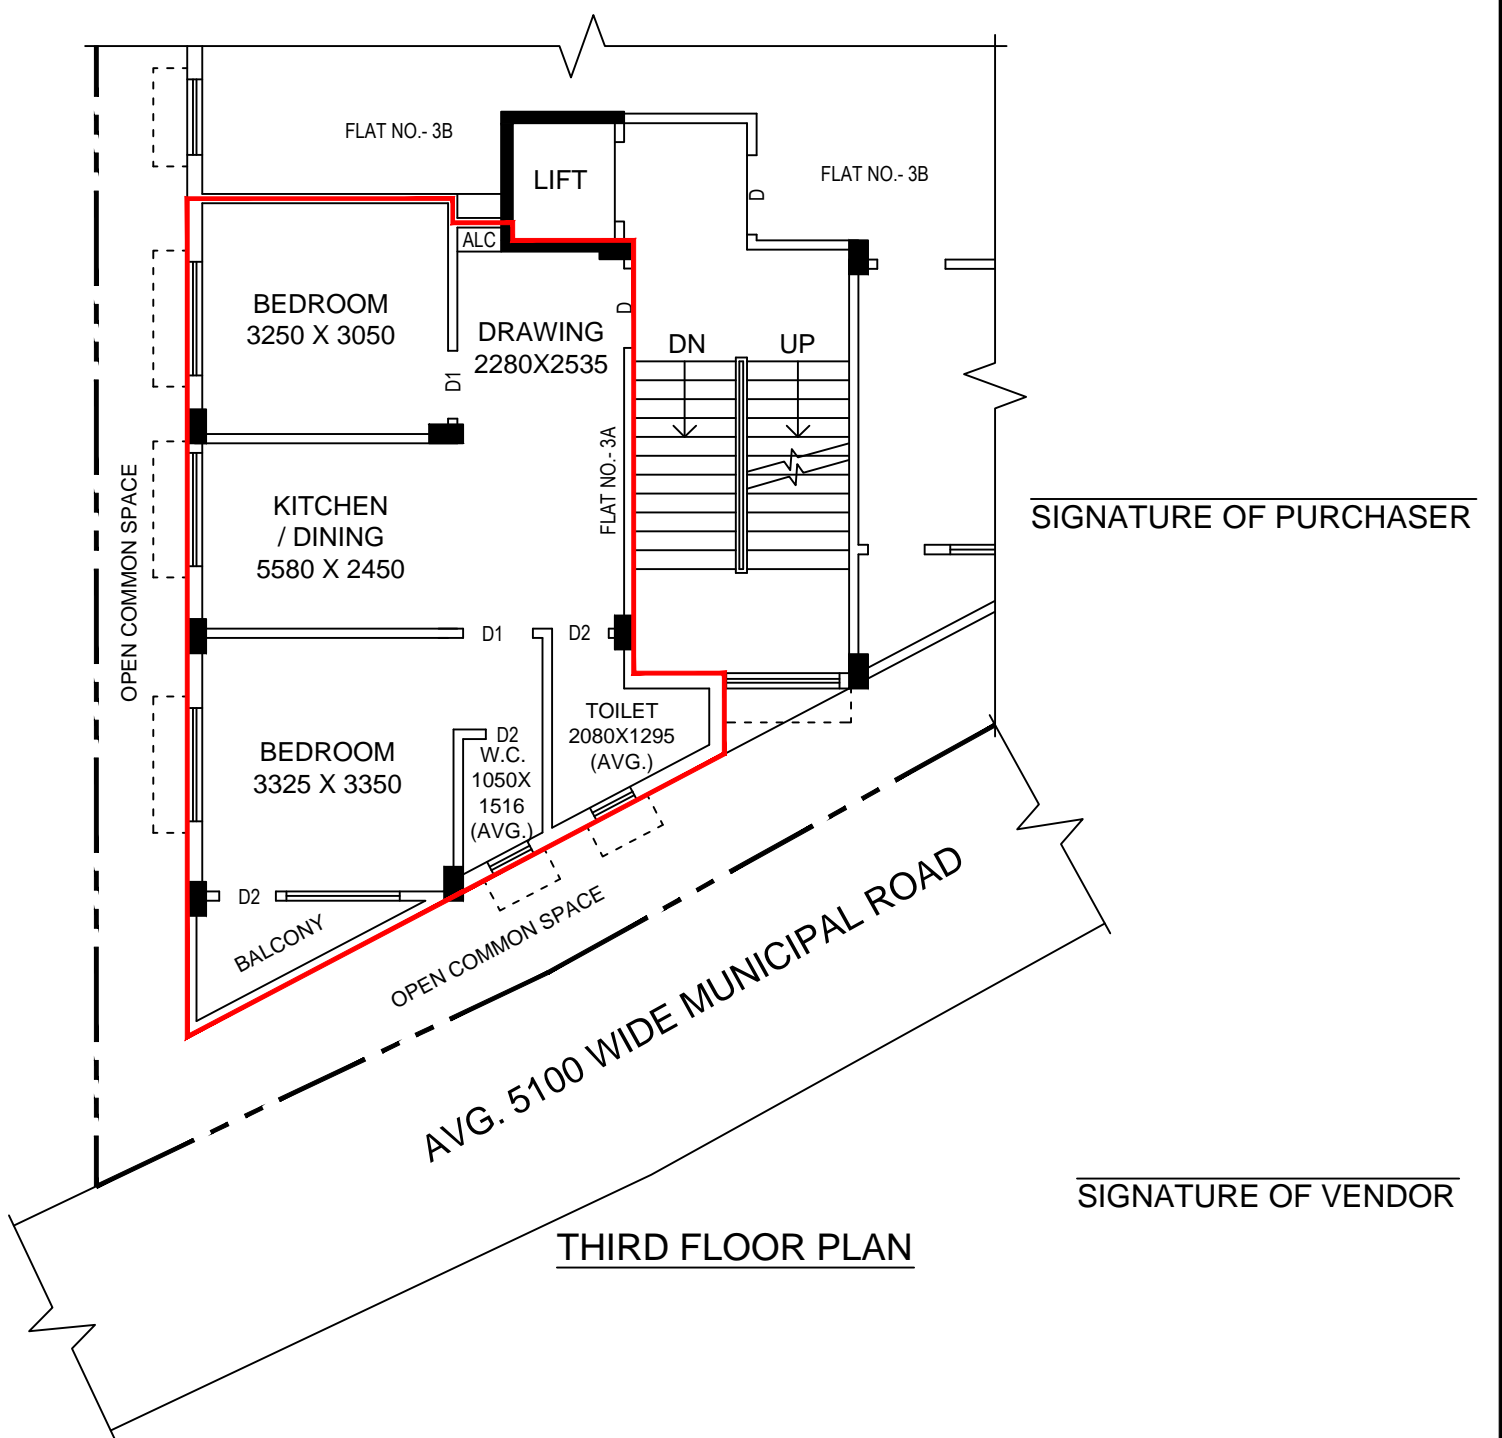 FLAT NO.- 3B
LIFT
FLAT NO.- 3B
D
ALC
BEDROOM
3250 X 3050
DRAWING
2280X2535
D
DN
UP
D1
FLAT NO.- 3A
OPEN COMMON SPACE
KITCHEN
/ DINING
5580 X 2450
SIGNATURE OF PURCHASER
D1
D2
TOILET
2080X1295
(AVG.)
BEDROOM
3325 X 3350
D2
W.C.
1050X
1516
(AVG.)
D2
BALCONY
OPEN COMMON SPACE
AVG. 5100 WIDE MUNICIPAL ROAD
SIGNATURE OF VENDOR
THIRD FLOOR PLAN